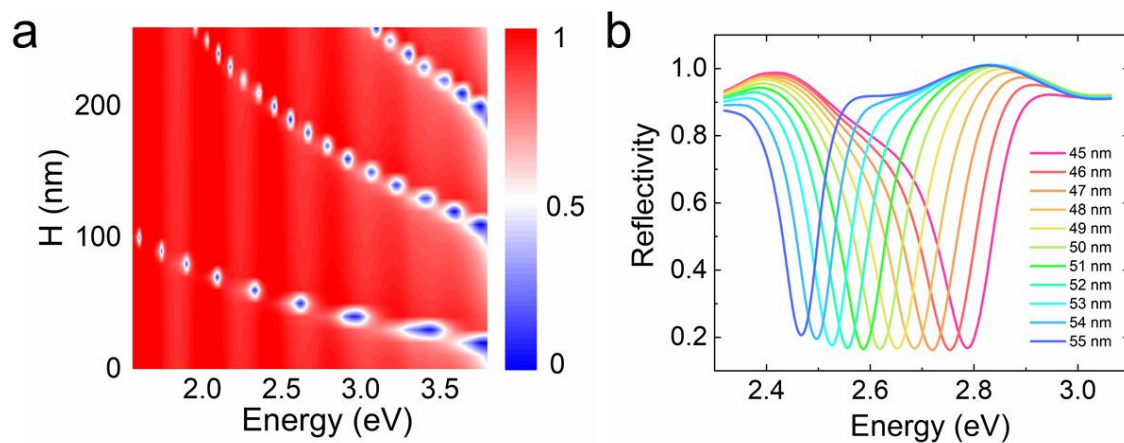 a
H (nm)
200
100
0
2.0 2.5 3.0 3.5
Energy (eV)
1
0.5
0
b
Reflectivity
1.0
0.8
0.6
0.4
0.2
2.4 2.6 2.8 3.0
Energy (eV)
45 nm
46 nm
47 nm
48 nm
49 nm
50 nm
51 nm
52 nm
53 nm
54 nm
55 nm